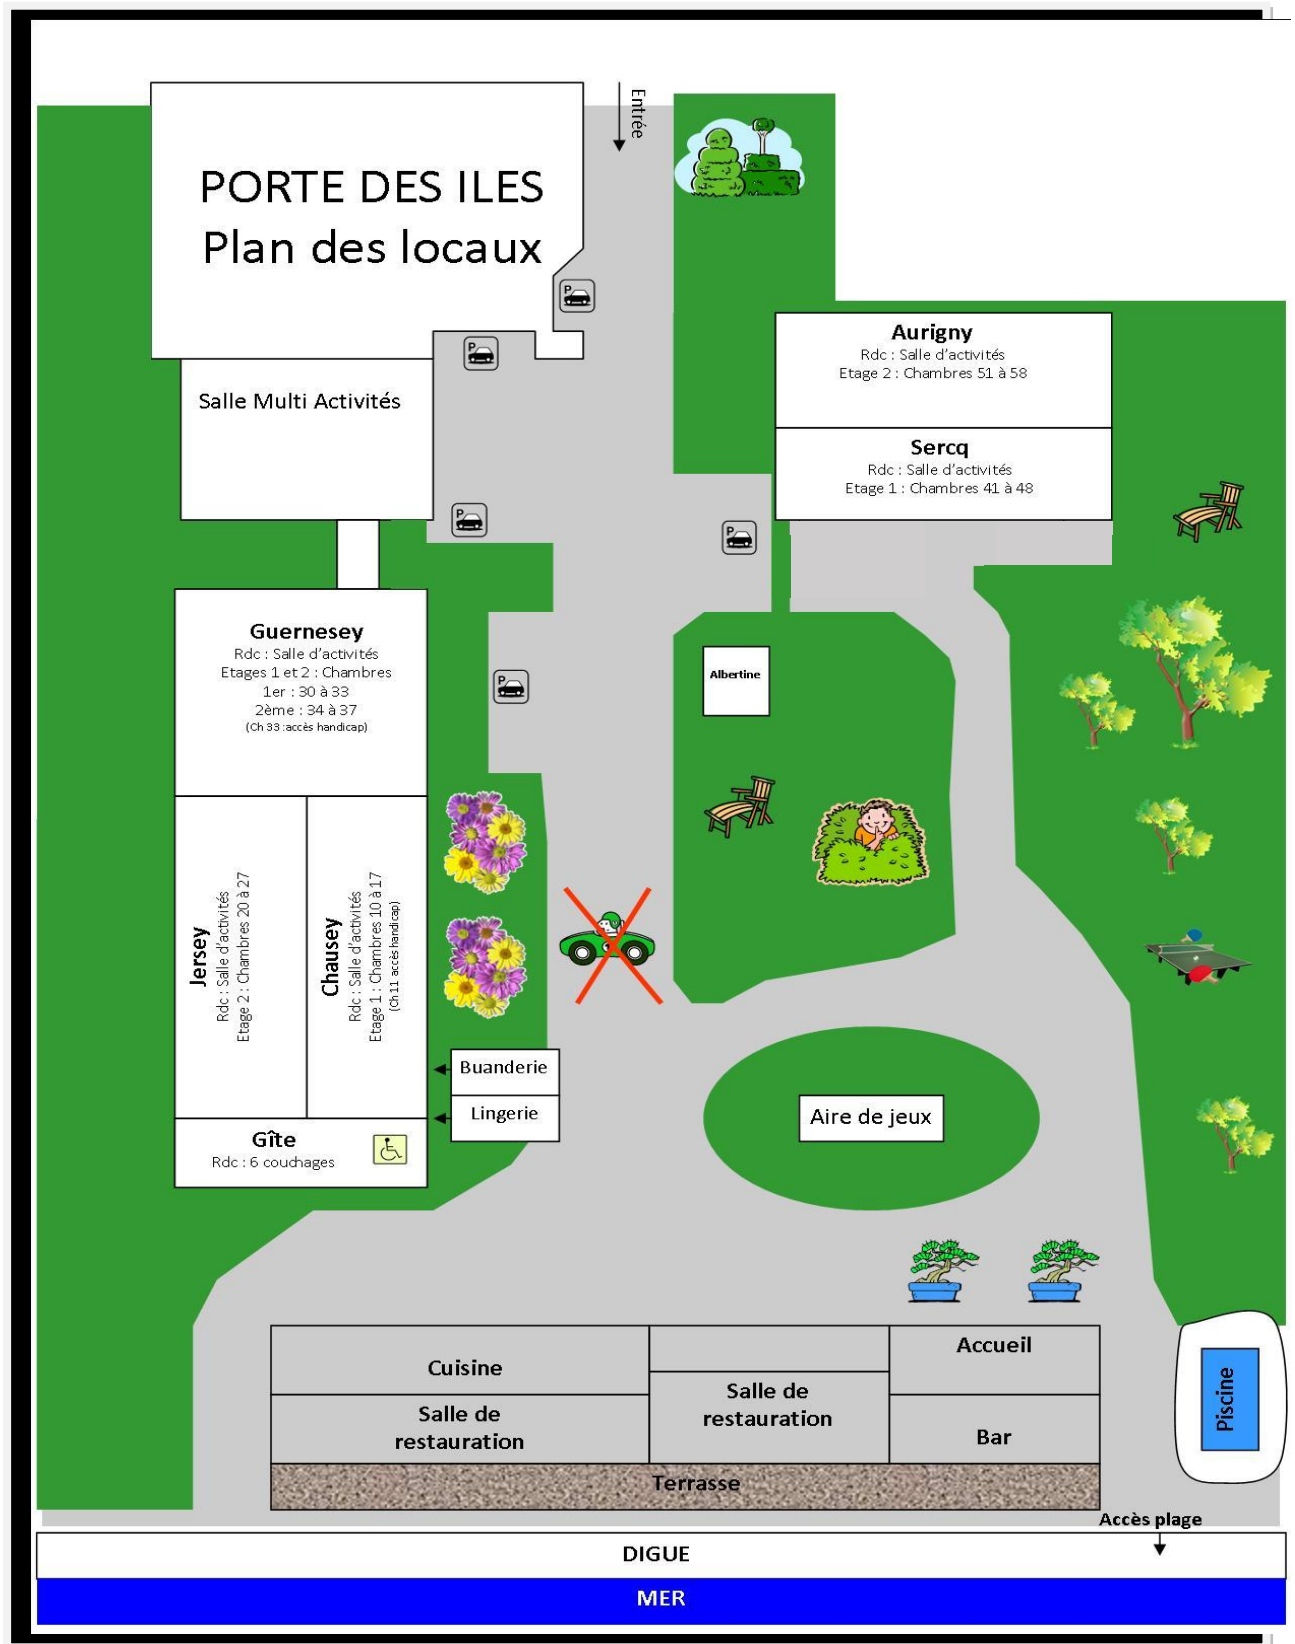 Entrée
PORTE DES ILES
Plan des locaux
P
P
Aurigny
Rdc : Salle d'activités
Etage 2 : Chambres 51 à 58
Salle Multi Activités
Sercq
Rdc : Salle d'activités
Etage 1 : Chambres 41 à 48
P
P
Guernesey
Rdc : Salle d'activités
Etages 1 et 2 : Chambres
1er : 30 à 33
2ème : 34 à 37
(Ch 33 :accès handicap)
P
Albertine
Jersey
Rdc : Salle d'activités
Etage 2 : Chambres 20 à 27
Chausey
Rdc : Salle d'activités
Etage 1 : Chambres 10 à 17
(Ch 11 accès handicap)
Buanderie
Lingerie
Aire de jeux
Gîte
Rdc : 6 couchages
Cuisine
Accueil
Salle de
restauration
Salle de
restauration
Bar
Piscine
Terrasse
Accès plage
DIGUE
MER